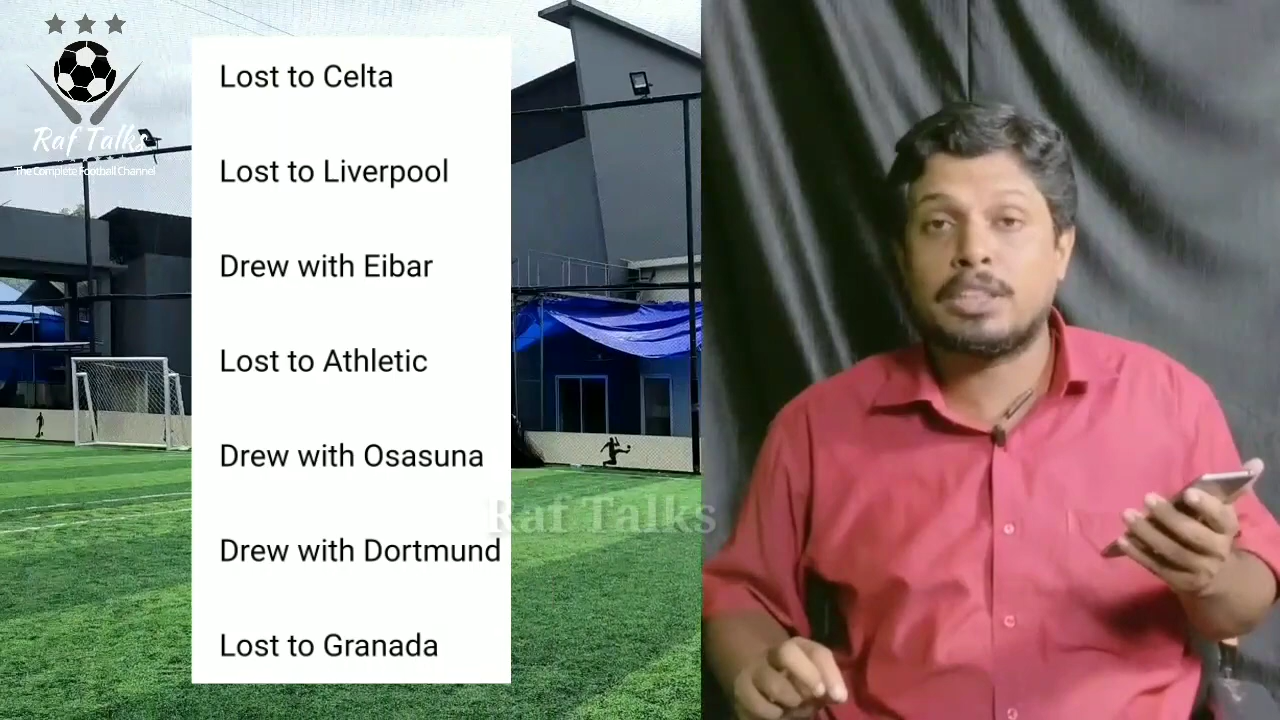 Raf Talks
The Complete Football Channel
Lost to Celta
Lost to Liverpool
Drew with Eibar
Lost to Athletic
Drew with Osasuna
Drew with Dortmund
Lost to Granada
Raf Talks